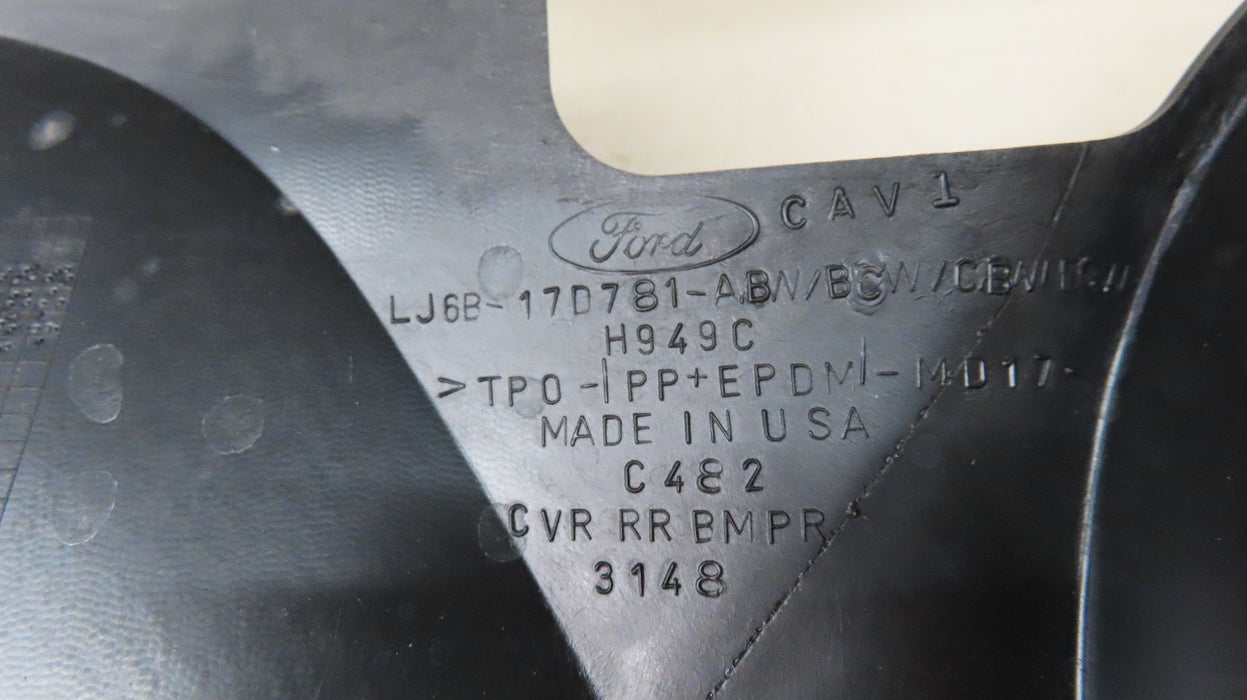 Ford CAV 1
LJ6B-17D781-ABW/BCW/CBW
H949C
>TPO-|PP+EPDM|-MD17-
MADE IN USA
C482
CVR RR BMPR
3148